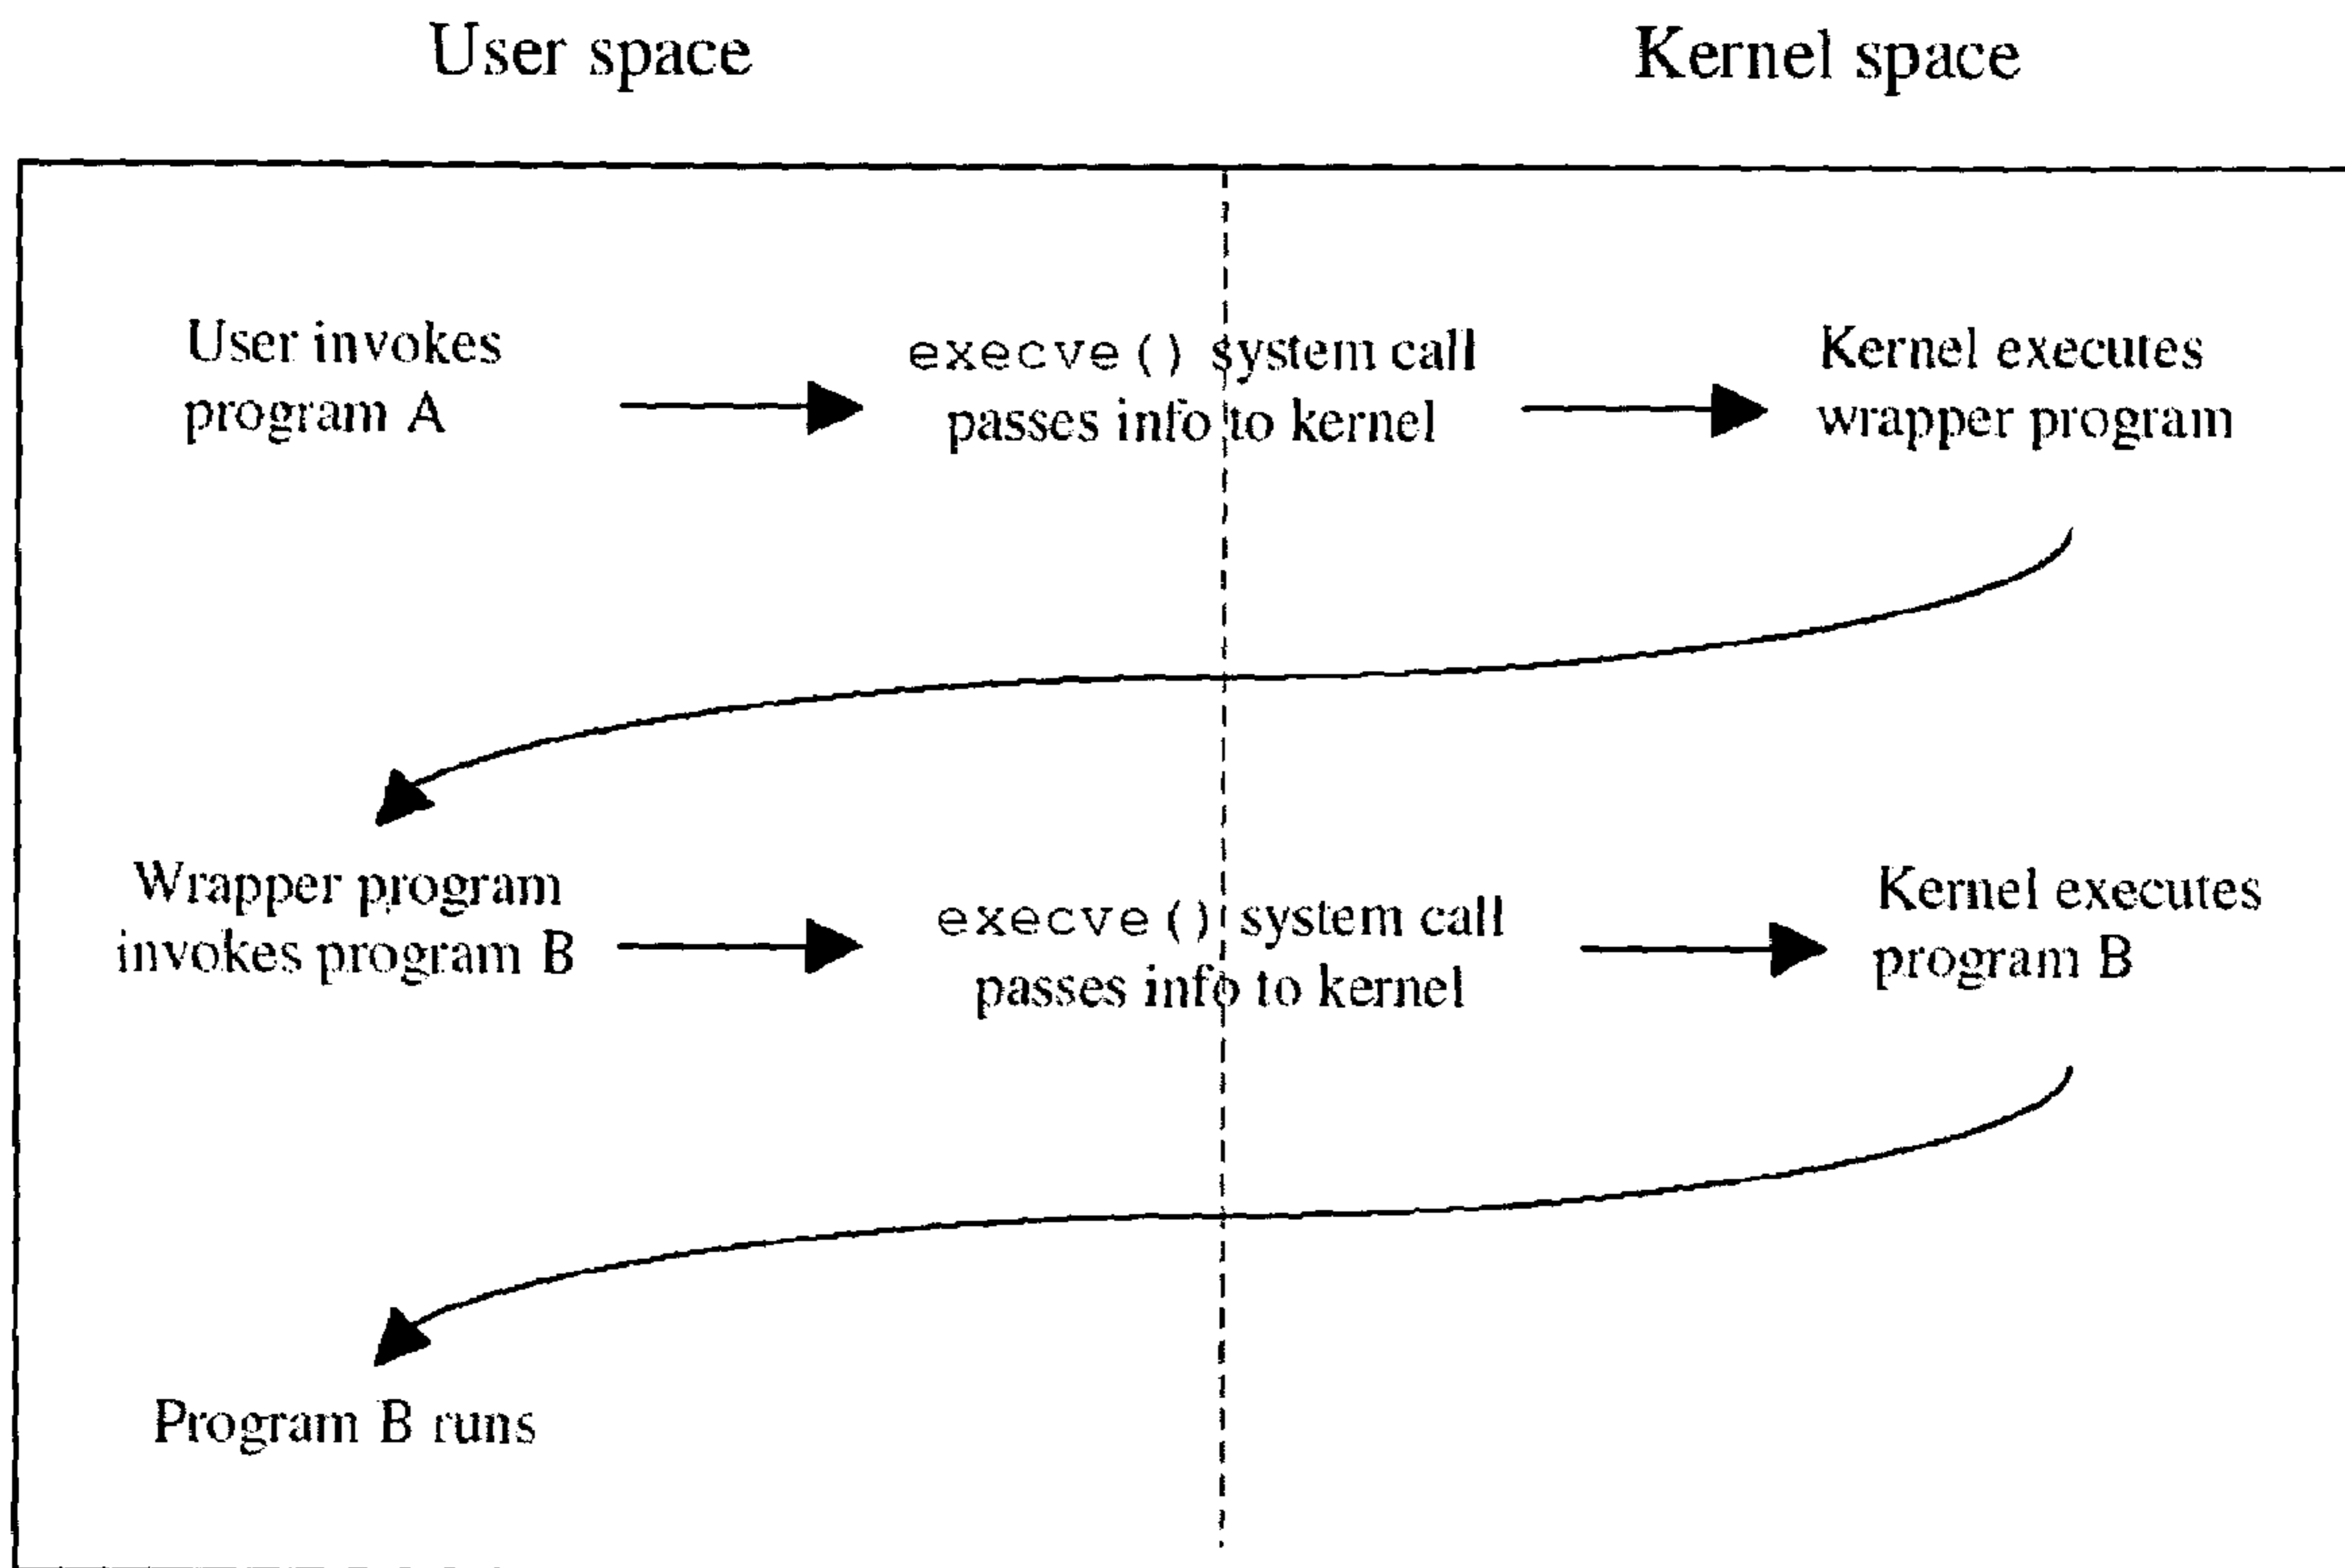 User space
Kernel space
User invokes
program A
execve() system call
passes info to kernel
Kernel executes
wrapper program
Wrapper program
invokes program B
execve() system call
passes info to kernel
Kernel executes
program B
Program B runs